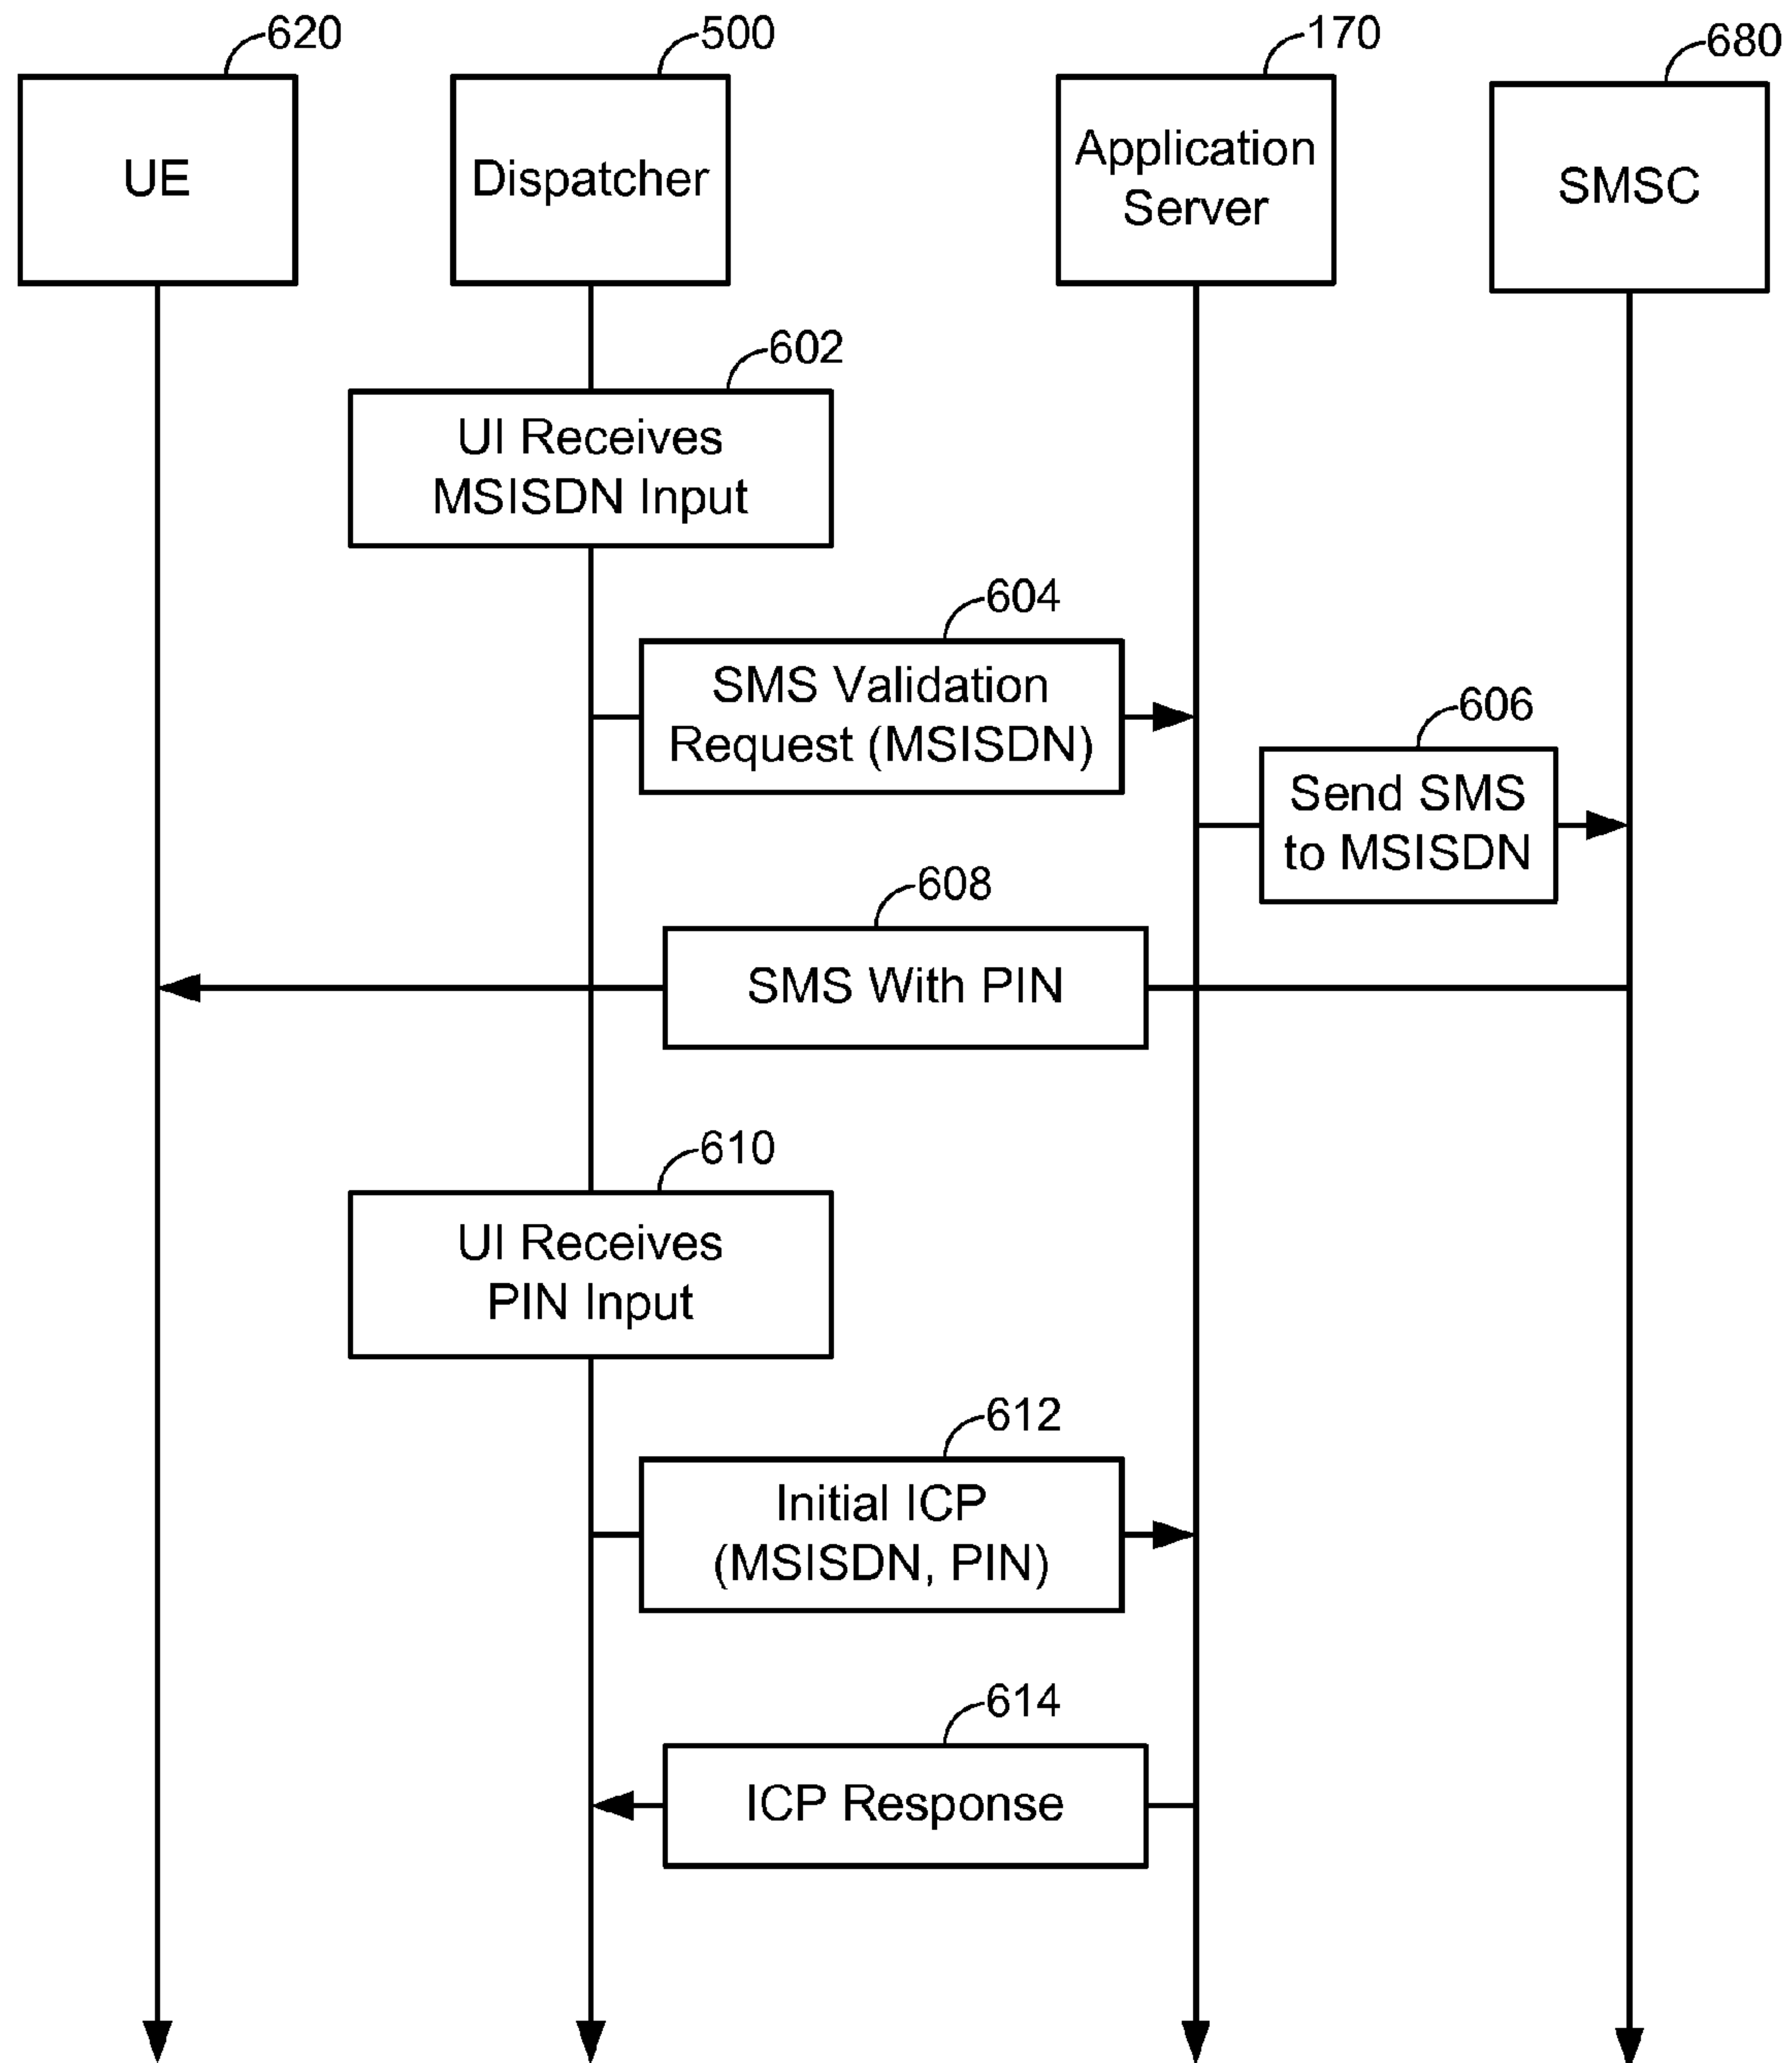 620
500
170
680
UE
Dispatcher
Application
Server
SMSC
602
UI Receives
MSISDN Input
604
SMS Validation
Request (MSISDN)
606
Send SMS
to MSISDN
608
SMS With PIN
610
UI Receives
PIN Input
612
Initial ICP
(MSISDN, PIN)
614
ICP Response